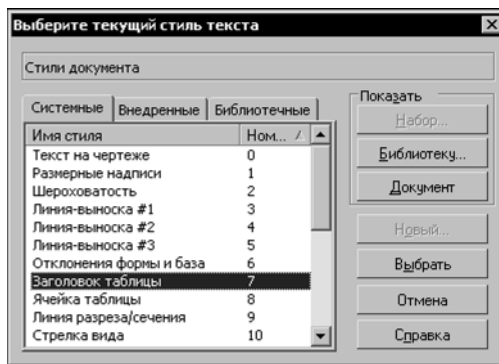 Выберите текущий стиль текста
Стили документа
Системные Внедренные Библиотечные
Имя стиля Ном...
Текст на чертеже 0
Размерные надписи 1
Шероховатость 2
Линия-выноска #1 3
Линия-выноска #2 4
Линия-выноска #3 5
Отклонения формы и база 6
Заголовок таблицы 7
Ячейка таблицы 8
Линия разреза/сечения 9
Стрелка вида 10
Показать
Набор...
Библиотеку...
Документ
Новый...
Выбрать
Отмена
Справка